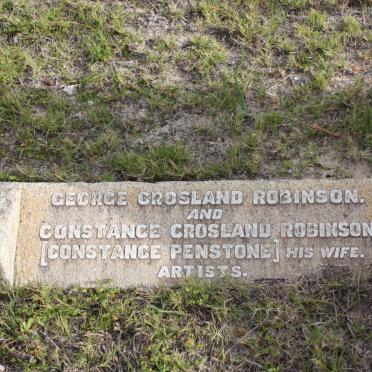 GEORGE CROSLAND ROBINSON.
AND
CONSTANCE CROSLAND ROBINSON
[CONSTANCE PENSTONE] HIS WIFE.
ARTISTS.